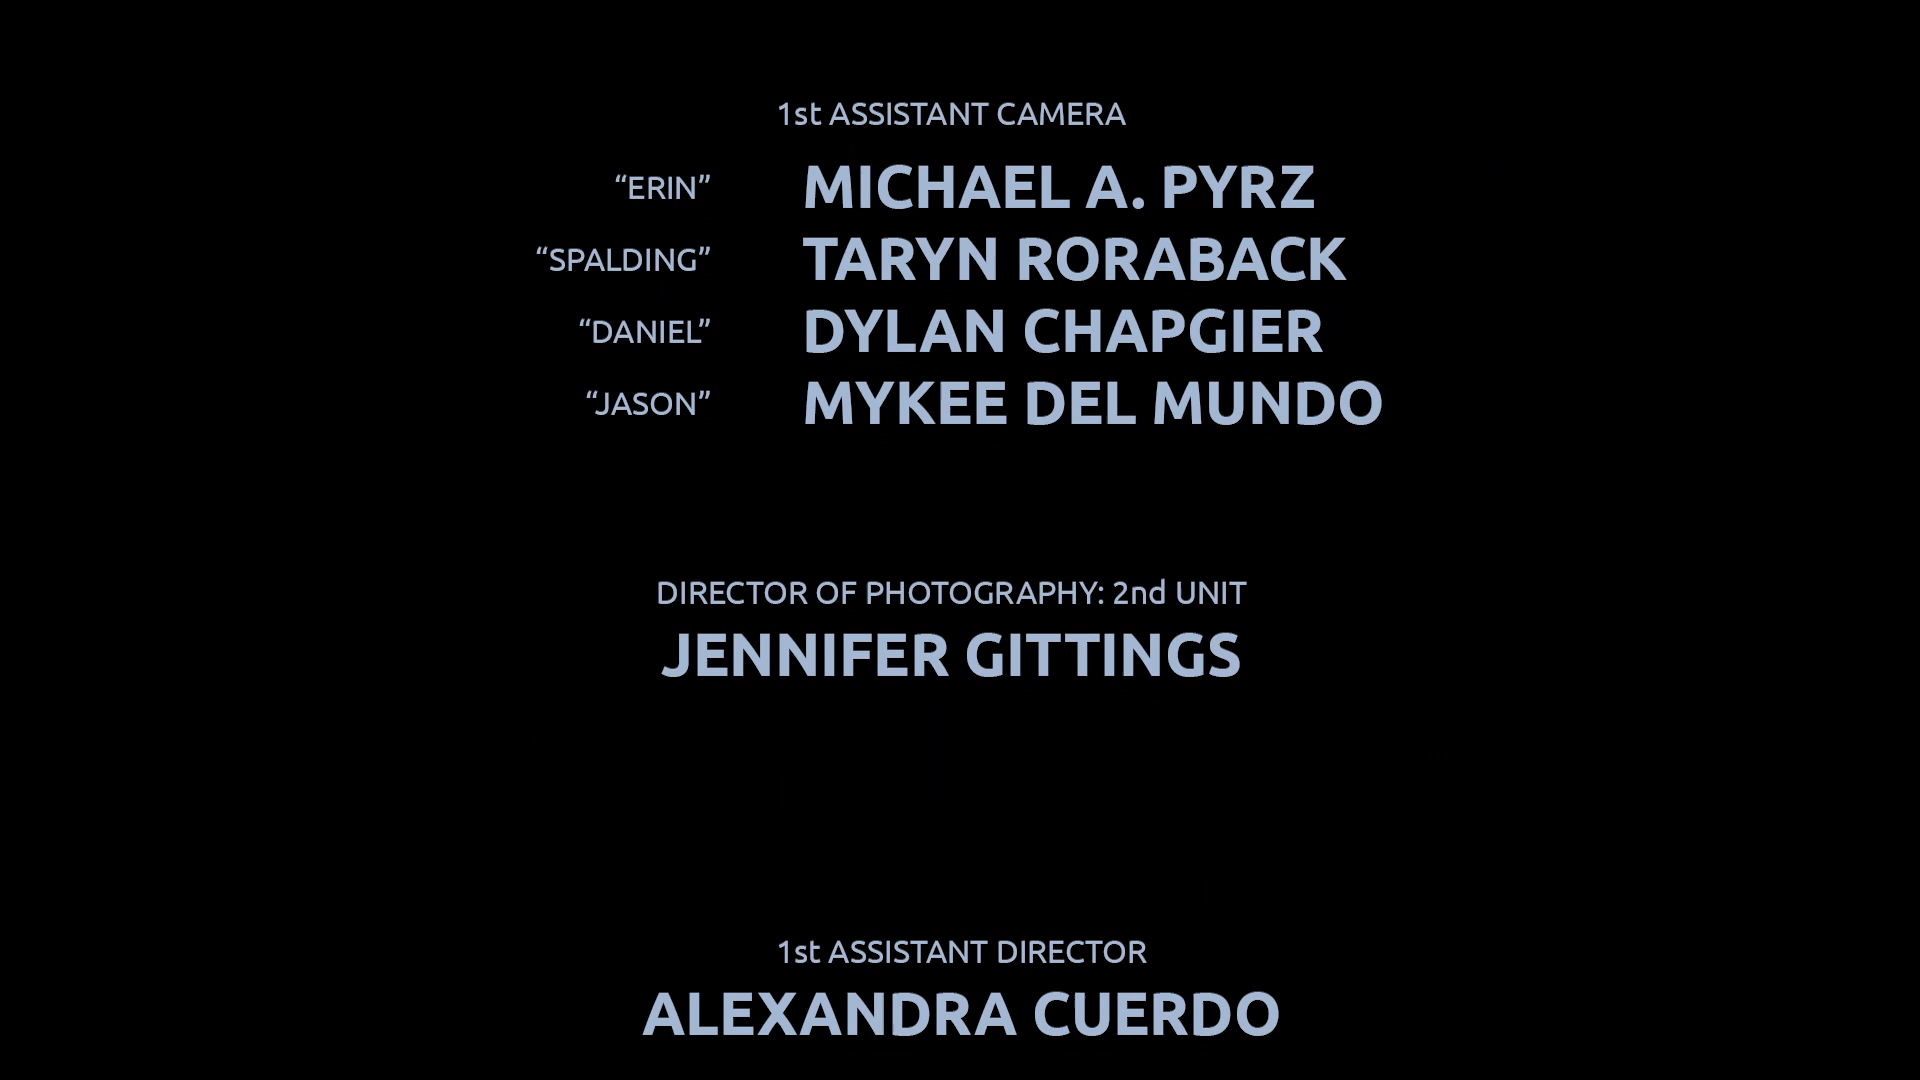 1st ASSISTANT CAMERA
“ERIN” MICHAEL A. PYRZ
“SPALDING” TARYN RORABACK
“DANIEL” DYLAN CHAPGIER
“JASON” MYKEE DEL MUNDO
DIRECTOR OF PHOTOGRAPHY: 2nd UNIT
JENNIFER GITTINGS
1st ASSISTANT DIRECTOR
ALEXANDRA CUERDO